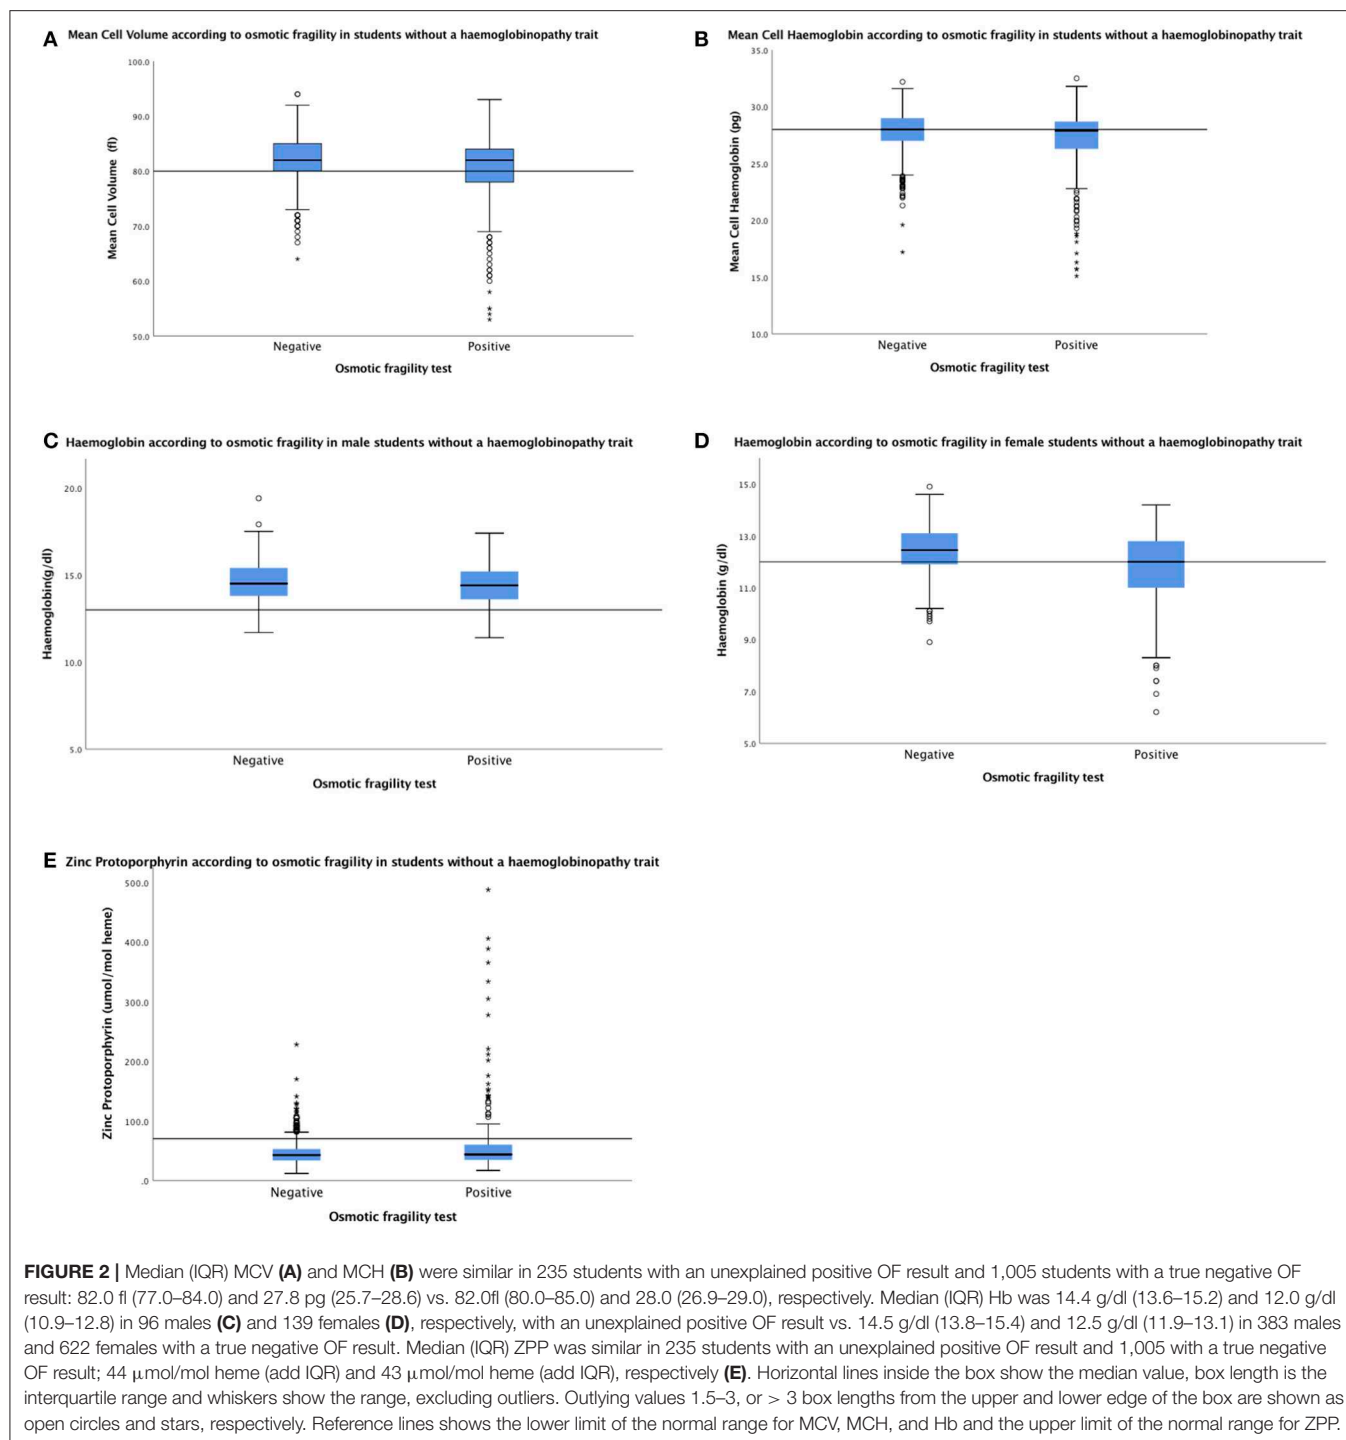 A Mean Cell Volume according to osmotic fragility in students without a haemoglobinopathy trait
100.0
90.0
80.0
70.0
60.0
50.0
Mean Cell Volume (fl)
Negative Positive
Osmotic fragility test
B Mean Cell Haemoglobin according to osmotic fragility in students without a haemoglobinopathy trait
35.0
30.0
25.0
20.0
15.0
10.0
Mean Cell Haemoglobin (pg)
Negative Positive
Osmotic fragility test
C Haemoglobin according to osmotic fragility in male students without a haemoglobinopathy trait
20.0
15.0
10.0
5.0
Haemoglobin(g/dl)
Negative Positive
Osmotic fragility test
D Haemoglobin according to osmotic fragility in female students without a haemoglobinopathy trait
15.0
13.0
11.0
9.0
7.0
5.0
Haemoglobin (g/dl)
Negative Positive
Osmotic fragility test
E Zinc Protoporphyrin according to osmotic fragility in students without a haemoglobinopathy trait
500.0
400.0
300.0
200.0
100.0
.0
Zinc Protoporphyrin (umol/mol heme)
Negative Positive
Osmotic fragility test
FIGURE 2 | Median (IQR) MCV (A) and MCH (B) were similar in 235 students with an unexplained positive OF result and 1,005 students with a true negative OF
result: 82.0 fl (77.0–84.0) and 27.8 pg (25.7–28.6) vs. 82.0fl (80.0–85.0) and 28.0 (26.9–29.0), respectively. Median (IQR) Hb was 14.4 g/dl (13.6–15.2) and 12.0 g/dl
(10.9–12.8) in 96 males (C) and 139 females (D), respectively, with an unexplained positive OF result vs. 14.5 g/dl (13.8–15.4) and 12.5 g/dl (11.9–13.1) in 383 males
and 622 females with a true negative OF result. Median (IQR) ZPP was similar in 235 students with an unexplained positive OF result and 1,005 with a true negative
OF result; 44 μmol/mol heme (add IQR) and 43 μmol/mol heme (add IQR), respectively (E). Horizontal lines inside the box show the median value, box length is the
interquartile range and whiskers show the range, excluding outliers. Outlying values 1.5–3, or > 3 box lengths from the upper and lower edge of the box are shown as
open circles and stars, respectively. Reference lines shows the lower limit of the normal range for MCV, MCH, and Hb and the upper limit of the normal range for ZPP.